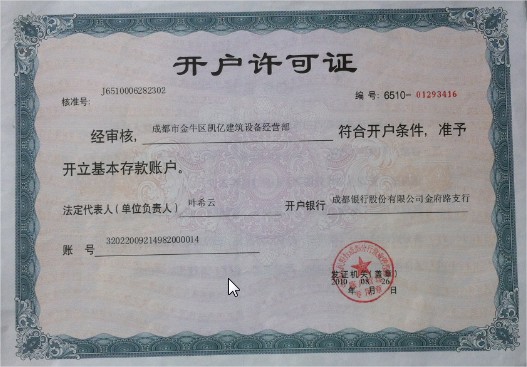 开户许可证
核准号: J6510006282302
编 号: 6510-01293416
经审核, 成都市金牛区凯亿建筑设备经营部 符合开户条件, 准予
开立基本存款账户。
法定代表人 (单位负责人) 叶希云 开户银行 成都银行股份有限公司金府路支行
账 号 32022009214982000014
发证机关(盖章)
2010 年 08 月 26 日